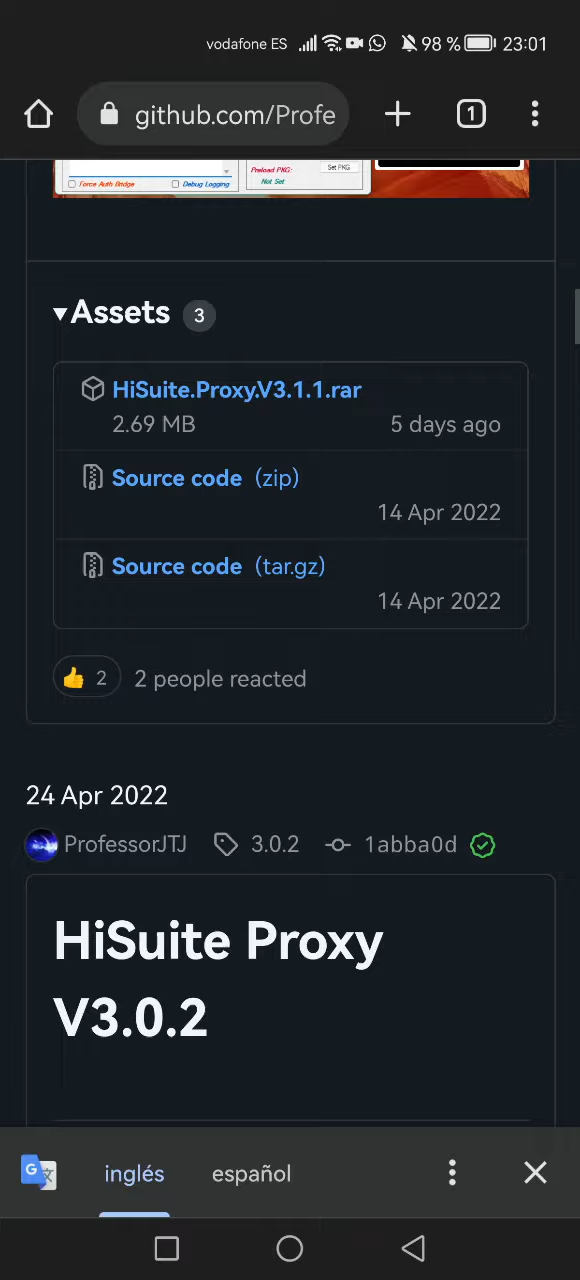 vodafone ES 98 % 23:01
github.com/Profe 1
Preload PKG: Set PKG
Force Auth Bridge Debug Logging Not Set
Assets 3
HiSuite.Proxy.V3.1.1.rar
2.69 MB 5 days ago
Source code (zip)
14 Apr 2022
Source code (tar.gz)
14 Apr 2022
2 2 people reacted
24 Apr 2022
ProfessorJTJ 3.0.2 1abba0d
HiSuite Proxy
V3.0.2
G inglés español